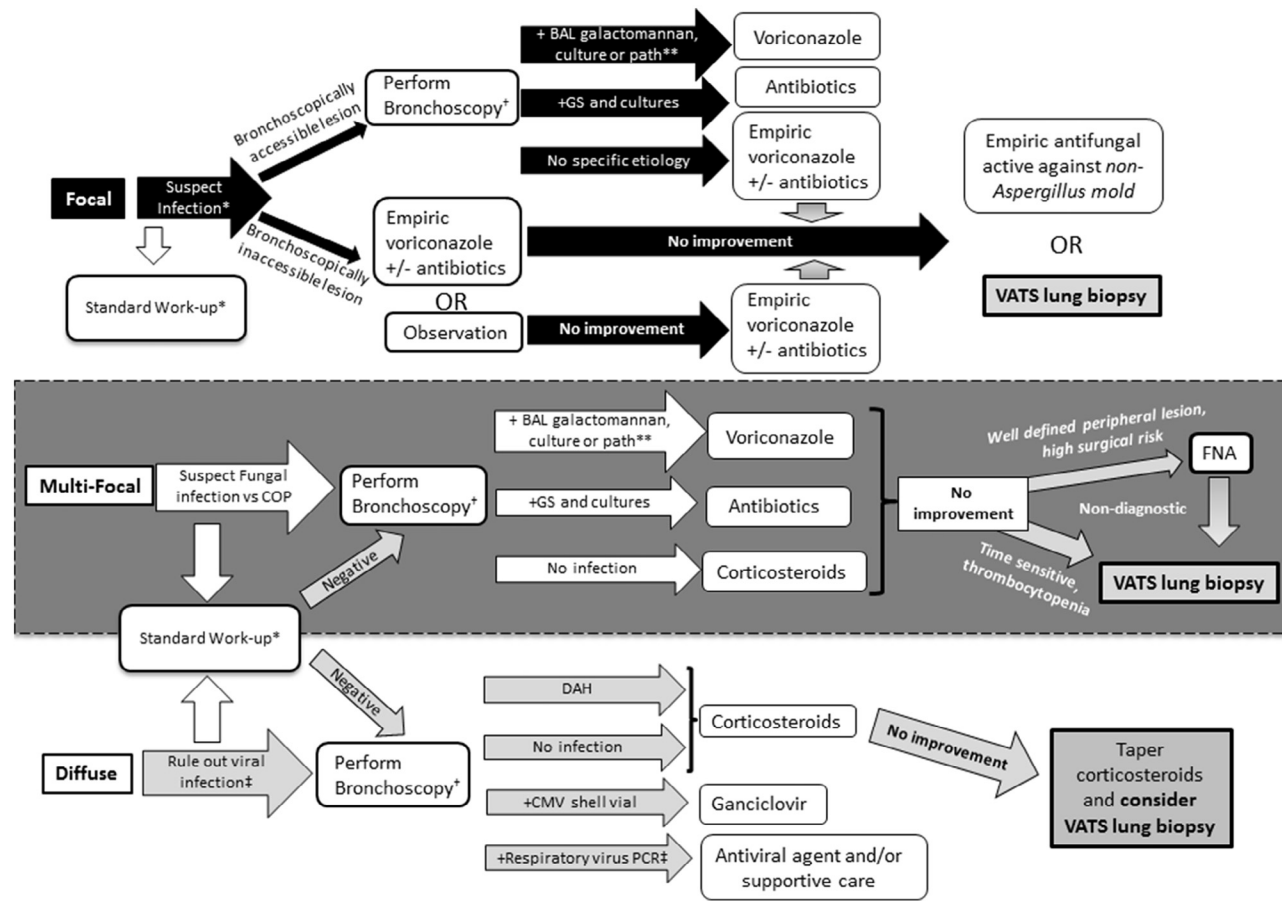 + BAL galactomannan,
culture or path**
Voriconazole
Bronchoscopically
accessible lesion
Perform
Bronchoscopy†
+GS and cultures
Antibiotics
No specific etiology
Empiric
voriconazole
+/- antibiotics
Empiric antifungal
active against non-
Aspergillus mold
Focal
Suspect
Infection*
Bronchoscopically
inaccessible lesion
Empiric
voriconazole
+/- antibiotics
No improvement
OR
Standard Work-up*
OR
VATS lung biopsy
Observation
No improvement
Empiric
voriconazole
+/- antibiotics
+ BAL galactomannan,
culture or path**
Voriconazole
Well defined peripheral lesion,
high surgical risk
FNA
Multi-Focal
Suspect Fungal
infection vs COP
Perform
Bronchoscopy†
+GS and cultures
Antibiotics
No
improvement
Non-diagnostic
Negative
No infection
Corticosteroids
Time sensitive,
thrombocytopenia
VATS lung biopsy
Standard Work-up*
Negative
DAH
Corticosteroids
No infection
No improvement
Diffuse
Rule out viral
infection‡
Perform
Bronchoscopy†
+CMV shell vial
Ganciclovir
Taper
corticosteroids
and consider
VATS lung biopsy
+Respiratory virus PCR‡
Antiviral agent and/or
supportive care